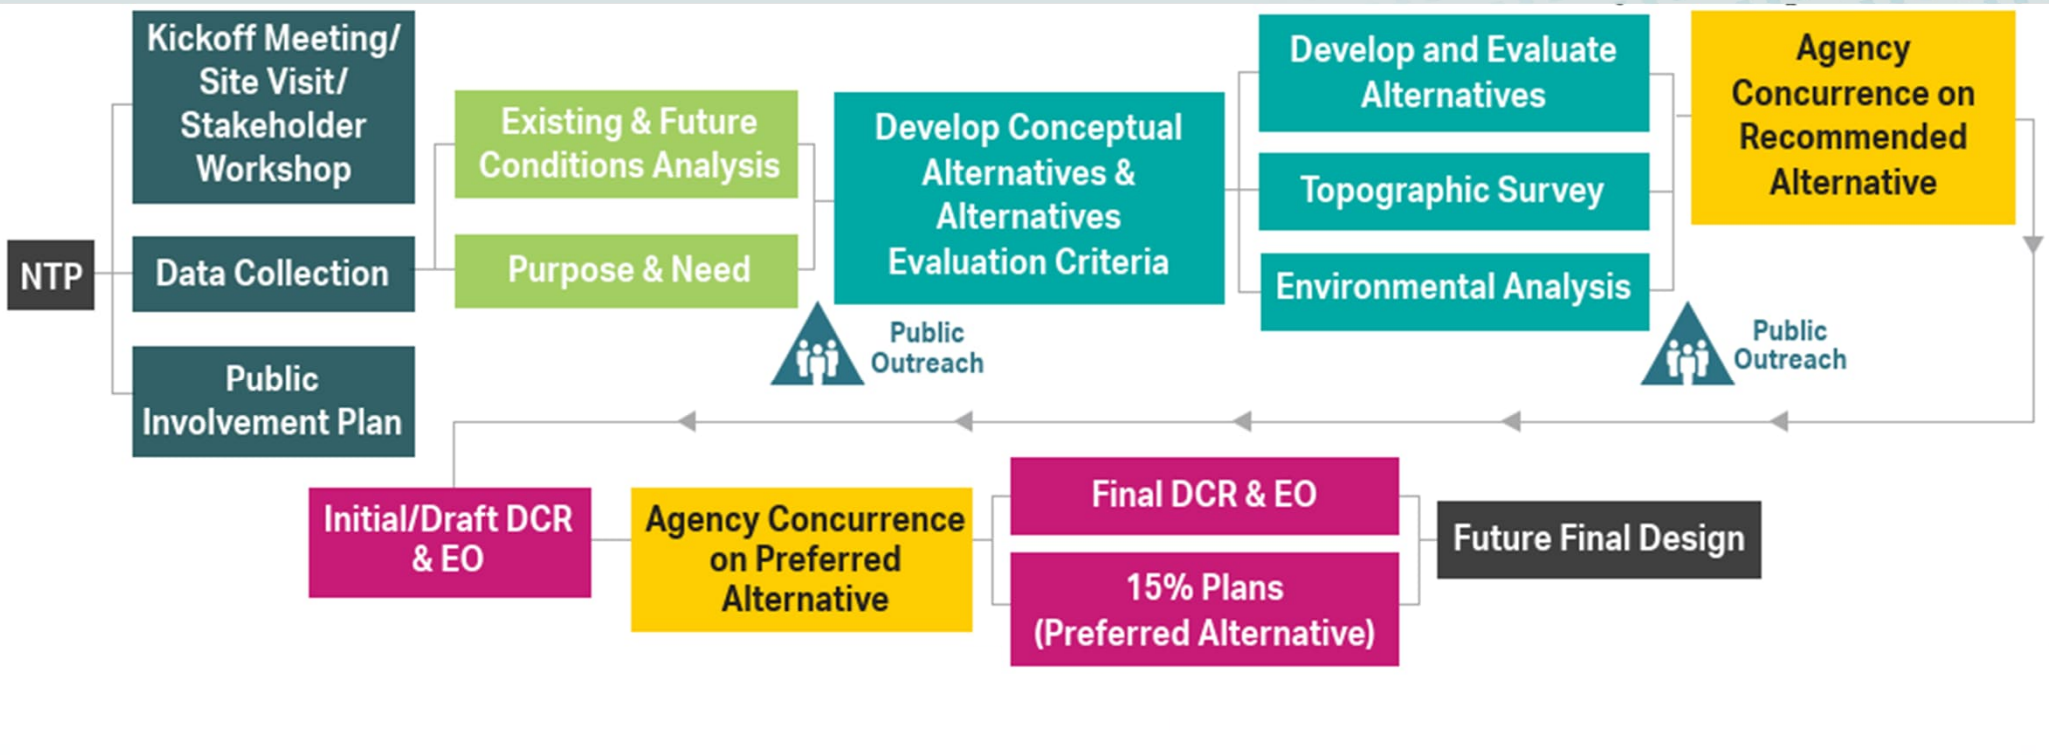 NTP
Kickoff Meeting/
Site Visit/
Stakeholder
Workshop
Data Collection
Public
Involvement Plan
Existing & Future
Conditions Analysis
Purpose & Need
Develop Conceptual
Alternatives &
Alternatives
Evaluation Criteria
Public
Outreach
Develop and Evaluate
Alternatives
Topographic Survey
Environmental Analysis
Public
Outreach
Agency
Concurrence on
Recommended
Alternative
Initial/Draft DCR
& EO
Agency Concurrence
on Preferred
Alternative
Final DCR & EO
15% Plans
(Preferred Alternative)
Future Final Design